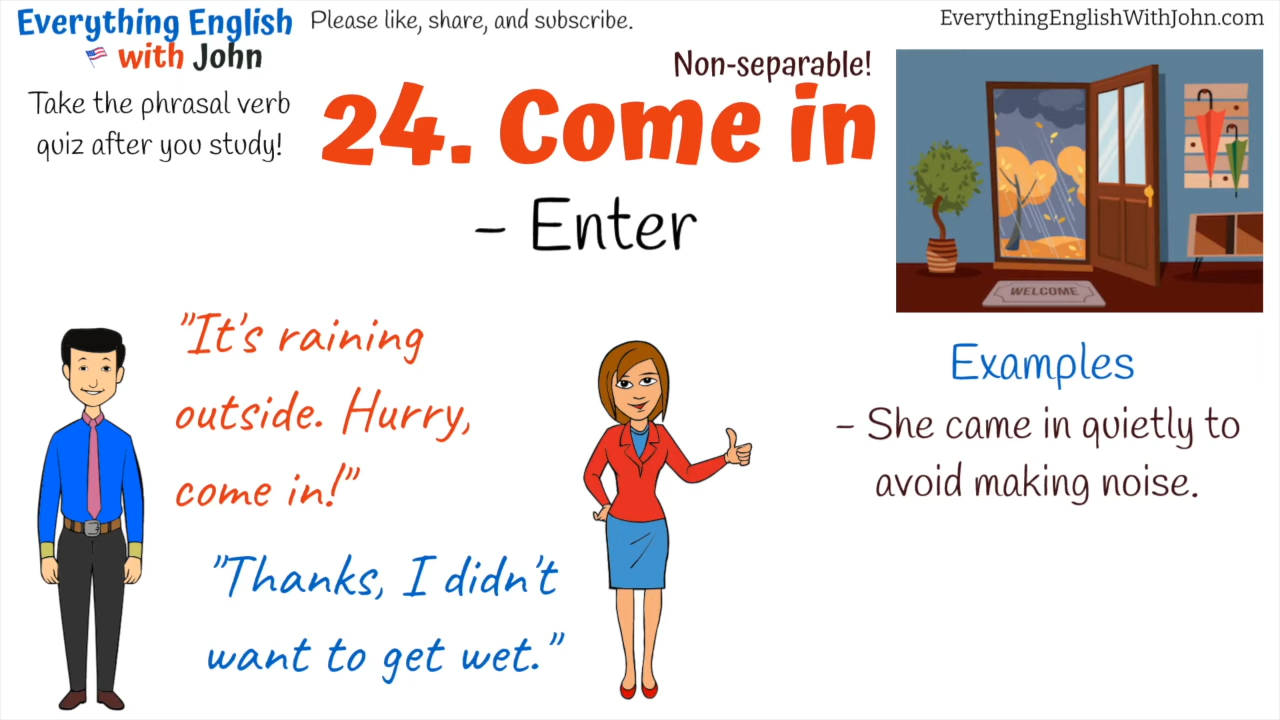 Everything English
with John
Please like, share, and subscribe.
EverythingEnglishWithJohn.com
Take the phrasal verb
quiz after you study!
Non-separable!
24. Come in
- Enter
WELCOME
"It's raining
outside. Hurry,
come in!"
"Thanks, I didn't
want to get wet."
Examples
- She came in quietly to
avoid making noise.